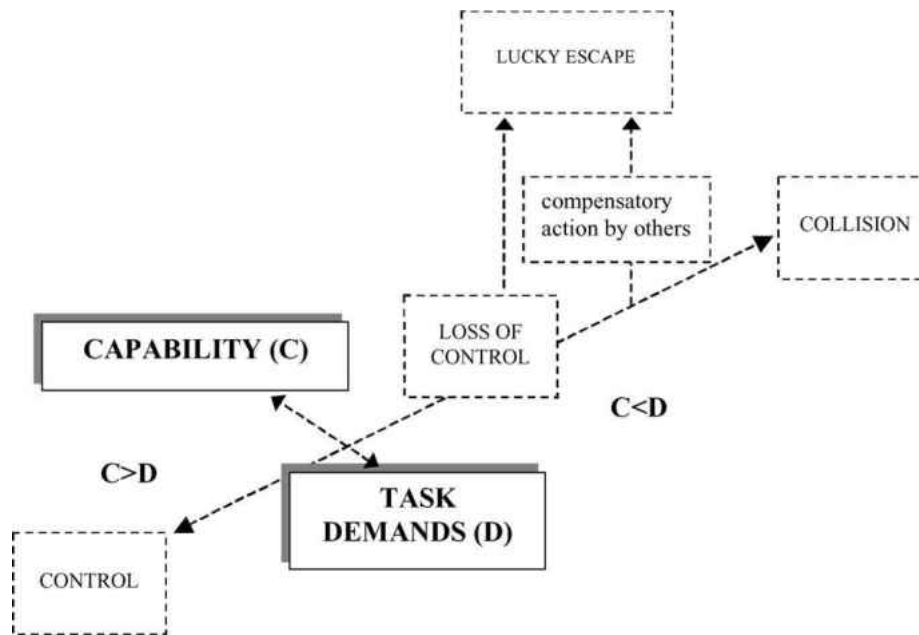 LUCKY ESCAPE
compensatory
action by others
COLLISION
LOSS OF
CONTROL
CAPABILITY (C)
C<D
C>D
TASK
DEMANDS (D)
CONTROL